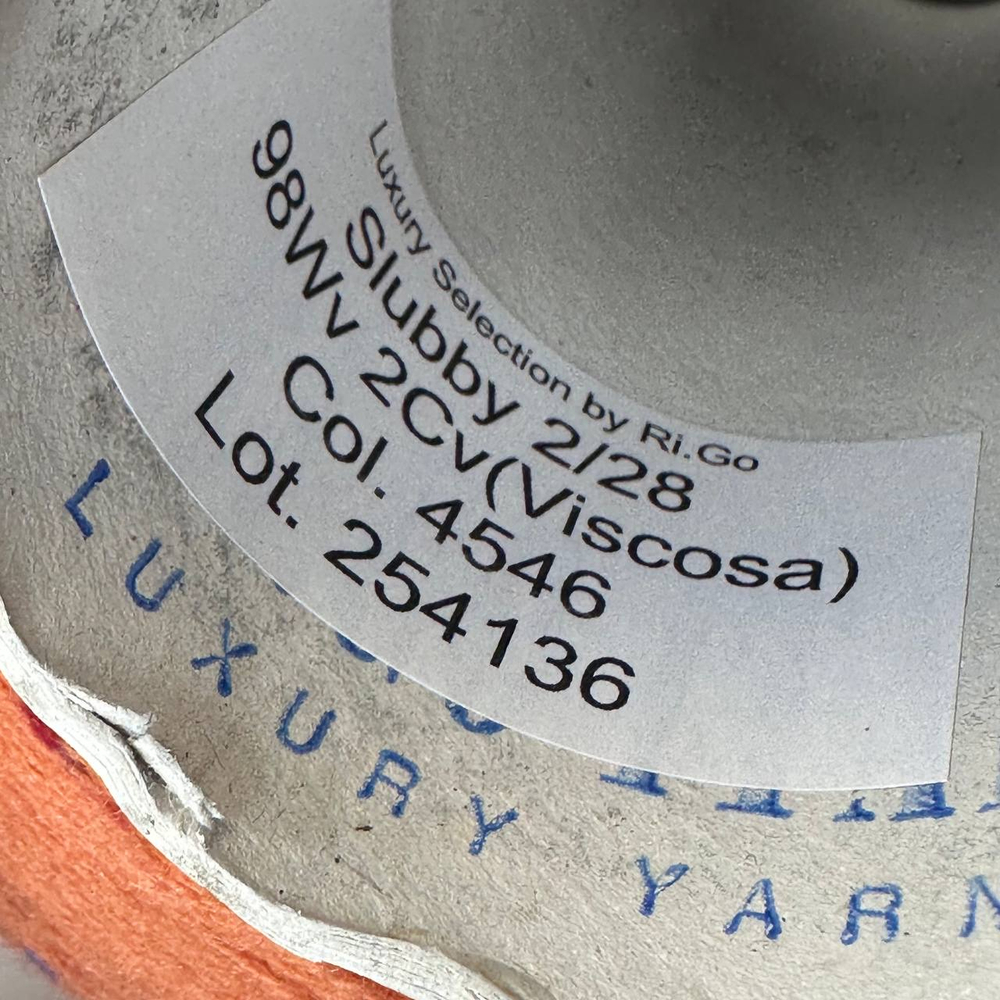 Luxury Selection by Ri.Go
Slubby 2/28
98Wv 2Cv(Viscosa)
Col. 4546
Lot. 254136
LUXURY YARN